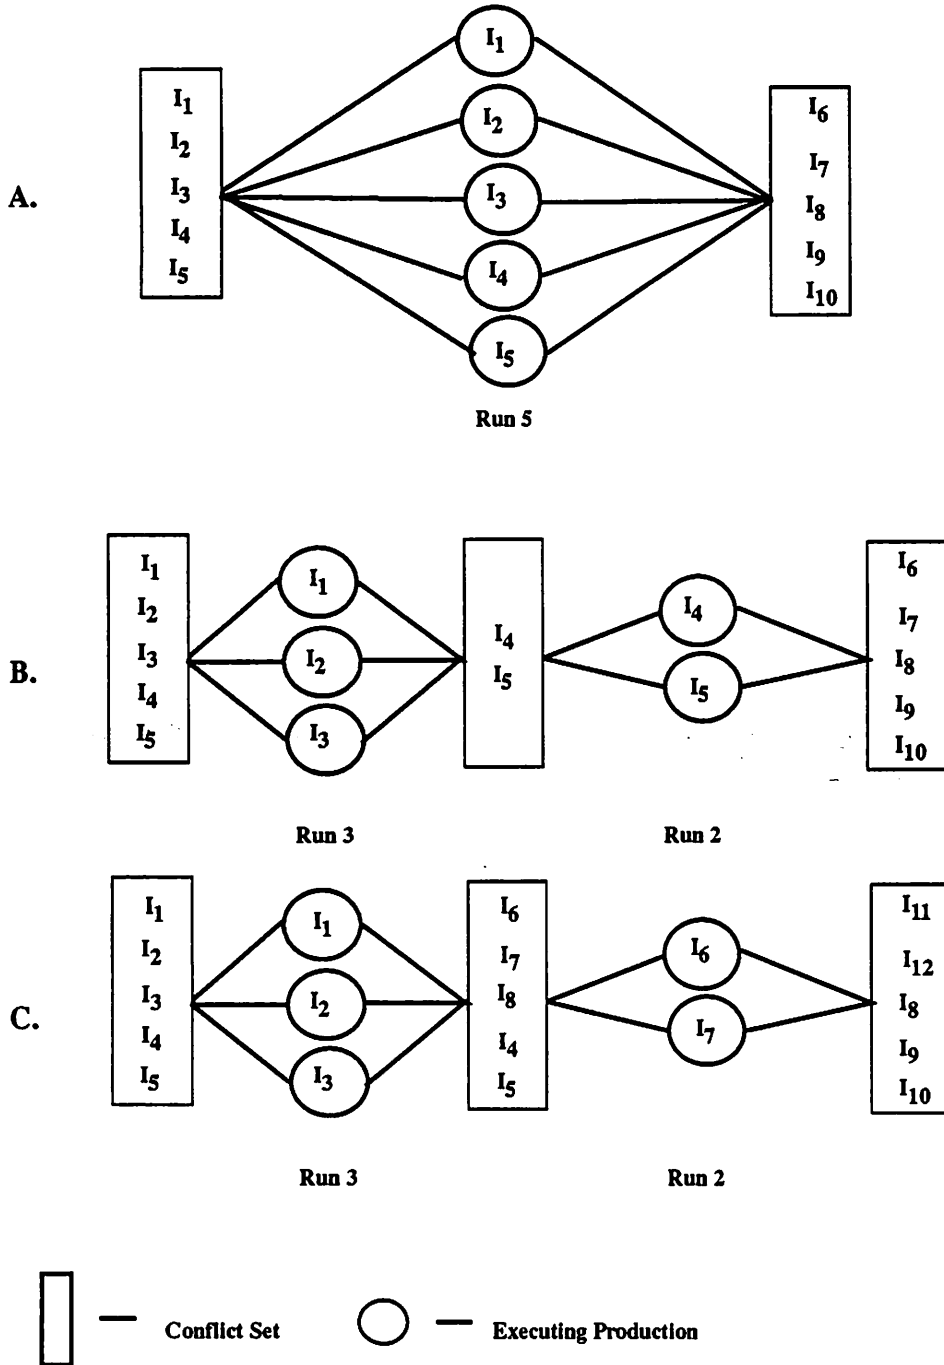 A.
I1
I2
I3
I4
I5
I1
I2
I3
I4
I5
I6
I7
I8
I9
I10
Run 5
B.
I1
I2
I3
I4
I5
I1
I2
I3
I4
I5
I4
I5
I6
I7
I8
I9
I10
Run 3 Run 2
C.
I1
I2
I3
I4
I5
I1
I2
I3
I6
I7
I8
I4
I5
I6
I7
I11
I12
I8
I9
I10
Run 3 Run 2
Conflict Set
Executing Production